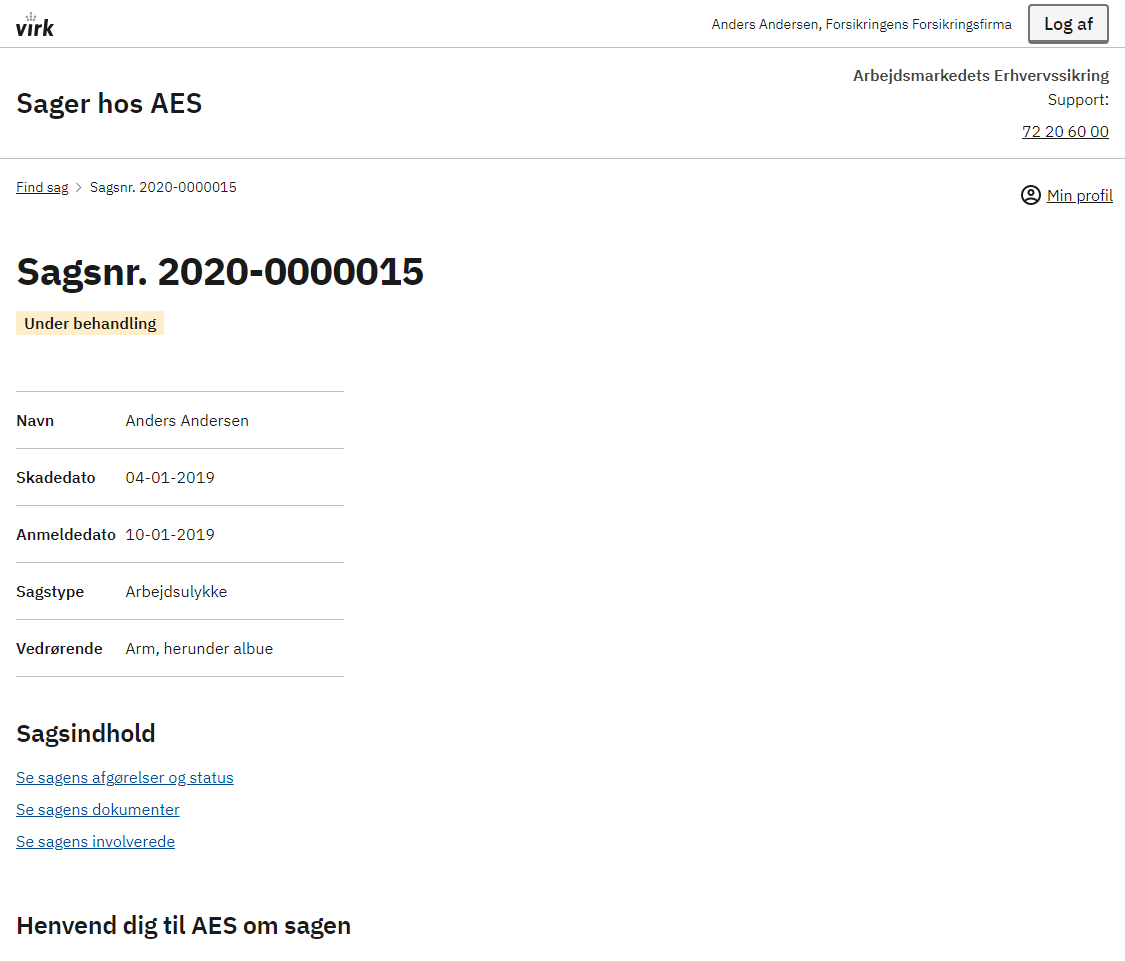 virk
Anders Andersen, Forsikringens Forsikringsfirma
Log af
Sager hos AES
Arbejdsmarkedets Erhvervssikring
Support:
72 20 60 00
Find sag > Sagsnr. 2020-0000015
Min profil
Sagsnr. 2020-0000015
Under behandling
Navn Anders Andersen
Skadedato 04-01-2019
Anmeldedato 10-01-2019
Sagstype Arbejdsulykke
Vedrørende Arm, herunder albue
Sagsindhold
Se sagens afgørelser og status
Se sagens dokumenter
Se sagens involverede
Henvend dig til AES om sagen